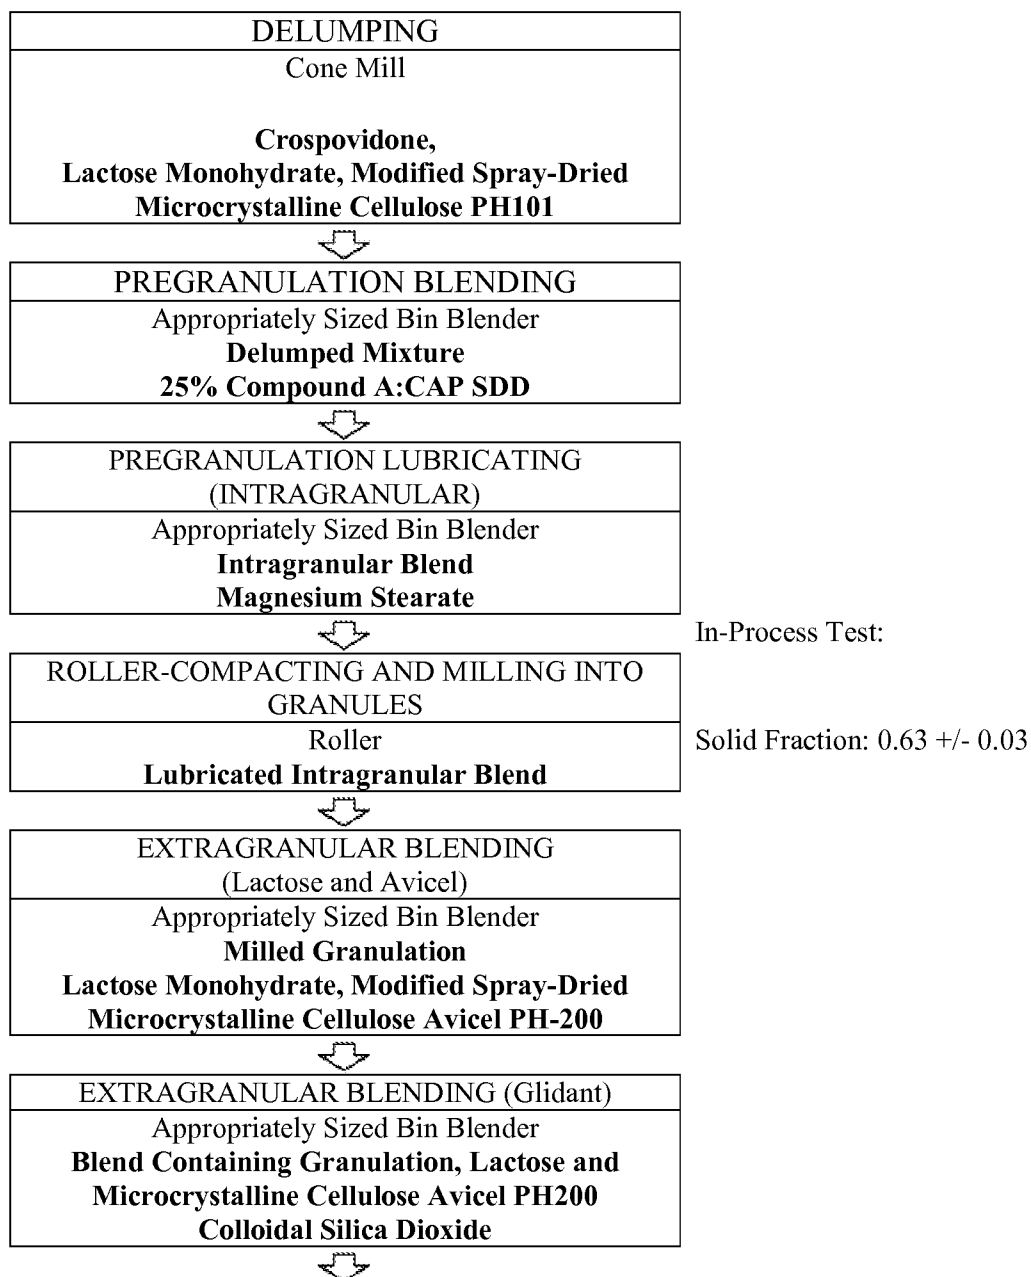 DELUMPING
Cone Mill
Crospovidone,
Lactose Monohydrate, Modified Spray-Dried
Microcrystalline Cellulose PH101
PREGRANULATION BLENDING
Appropriately Sized Bin Blender
Delumped Mixture
25% Compound A:CAP SDD
PREGRANULATION LUBRICATING
(INTRAGRANULAR)
Appropriately Sized Bin Blender
Intragranular Blend
Magnesium Stearate
In-Process Test:
ROLLER-COMPACTING AND MILLING INTO
GRANULES
Roller
Solid Fraction: 0.63 +/- 0.03
Lubricated Intragranular Blend
EXTRAGRANULAR BLENDING
(Lactose and Avicel)
Appropriately Sized Bin Blender
Milled Granulation
Lactose Monohydrate, Modified Spray-Dried
Microcrystalline Cellulose Avicel PH-200
EXTRAGRANULAR BLENDING (Glidant)
Appropriately Sized Bin Blender
Blend Containing Granulation, Lactose and
Microcrystalline Cellulose Avicel PH200
Colloidal Silica Dioxide